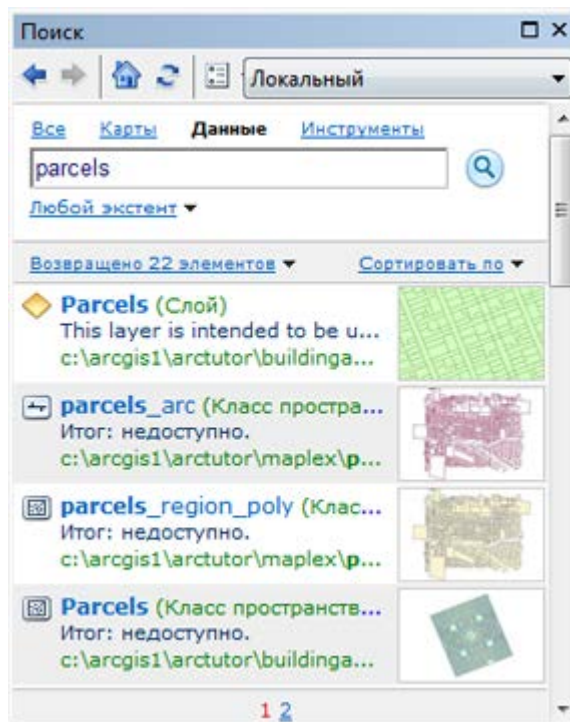 Поиск
Локальный
Все Карты Данные Инструменты
parcels
Любой экстент
Возвращено 22 элементов Сортировать по
Parcels (Слой)
This layer is intended to be u...
c:\arcgis1\arctutor\buildinga...
parcels_arc (Класс простра...
Итог: недоступно.
c:\arcgis1\arctutor\maplex\p...
parcels_region_poly (Клас...
Итог: недоступно.
c:\arcgis1\arctutor\maplex\p...
Parcels (Класс пространств...
Итог: недоступно.
c:\arcgis1\arctutor\buildinga...
1 2